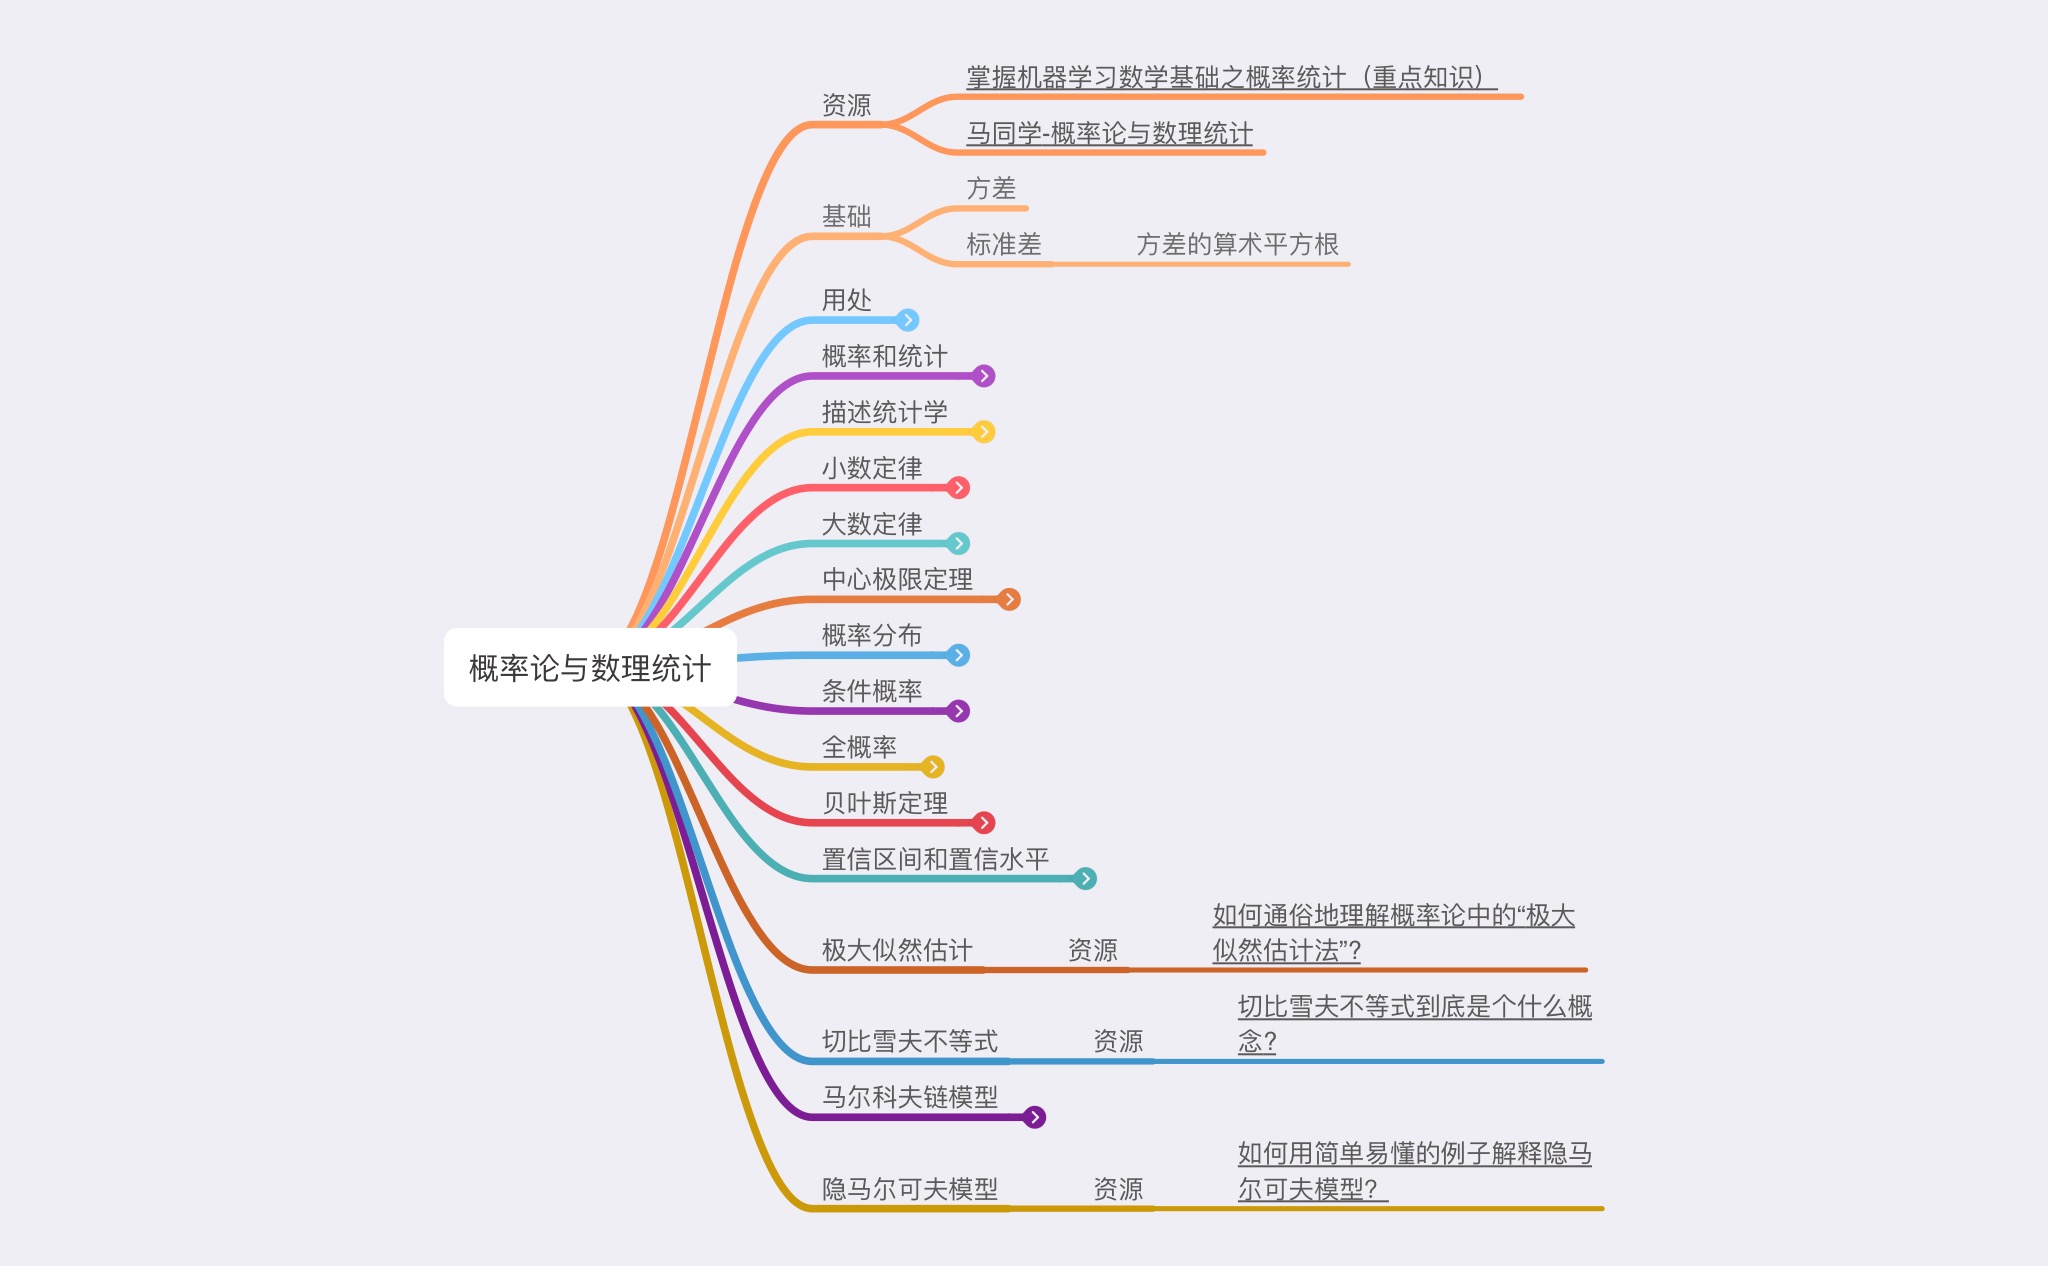 掌握机器学习数学基础之概率统计（重点知识）
资源
马同学-概率论与数理统计
方差
基础
标准差
方差的算术平方根
用处
概率和统计
描述统计学
小数定律
大数定律
中心极限定理
概率分布
概率论与数理统计
条件概率
全概率
贝叶斯定理
置信区间和置信水平
极大似然估计
资源
如何通俗地理解概率论中的“极大
似然估计法”?
切比雪夫不等式
资源
切比雪夫不等式到底是个什么概
念?
马尔科夫链模型
隐马尔可夫模型
资源
如何用简单易懂的例子解释隐马
尔可夫模型?